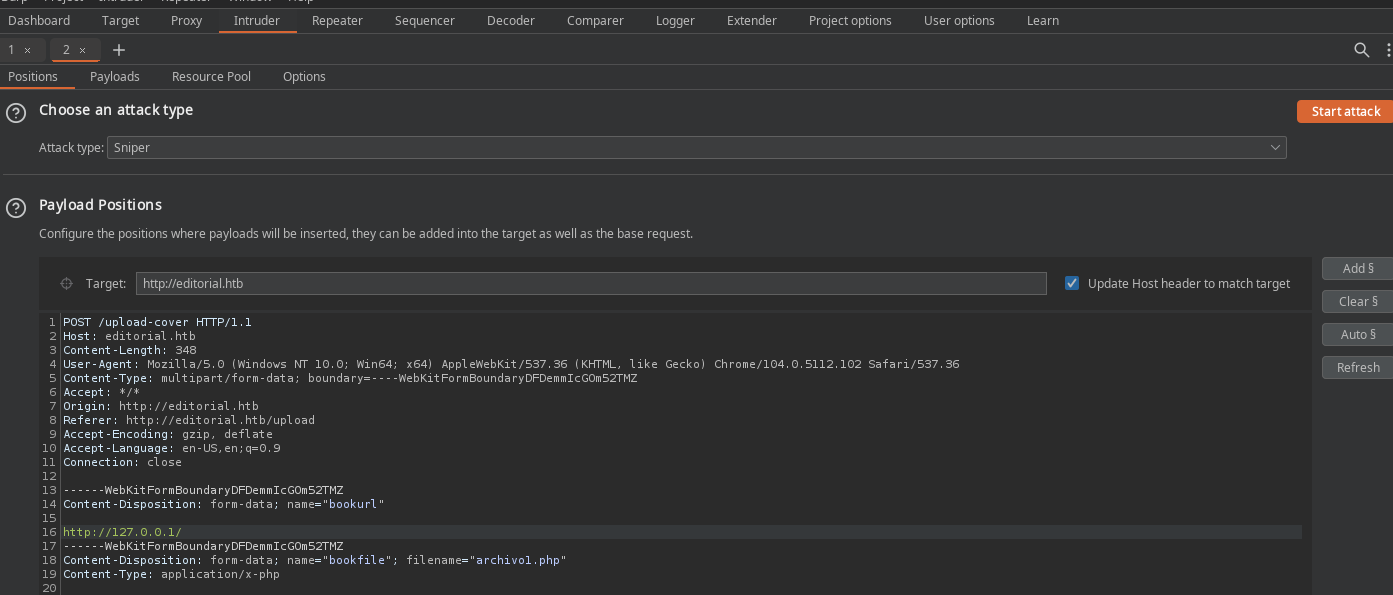 Burp Project Intruder Repeater Window Help
Dashboard Target Proxy Intruder Repeater Sequencer Decoder Comparer Logger Extender Project options User options Learn
1 × 2 × +
Positions Payloads Resource Pool Options
? Choose an attack type
Start attack
Attack type: Sniper
? Payload Positions
Configure the positions where payloads will be inserted, they can be added into the target as well as the base request.
Target: http://editorial.htb Update Host header to match target
Add §
Clear §
Auto §
Refresh
1 POST /upload-cover HTTP/1.1
2 Host: editorial.htb
3 Content-Length: 348
4 User-Agent: Mozilla/5.0 (Windows NT 10.0; Win64; x64) AppleWebKit/537.36 (KHTML, like Gecko) Chrome/104.0.5112.102 Safari/537.36
5 Content-Type: multipart/form-data; boundary=----WebKitFormBoundaryDFDemmIcGOm52TMZ
6 Accept: */*
7 Origin: http://editorial.htb
8 Referer: http://editorial.htb/upload
9 Accept-Encoding: gzip, deflate
10 Accept-Language: en-US,en;q=0.9
11 Connection: close
12
13 ------WebKitFormBoundaryDFDemmIcGOm52TMZ
14 Content-Disposition: form-data; name="bookurl"
15
16 http://127.0.0.1/
17 ------WebKitFormBoundaryDFDemmIcGOm52TMZ
18 Content-Disposition: form-data; name="bookfile"; filename="archivo1.php"
19 Content-Type: application/x-php
20